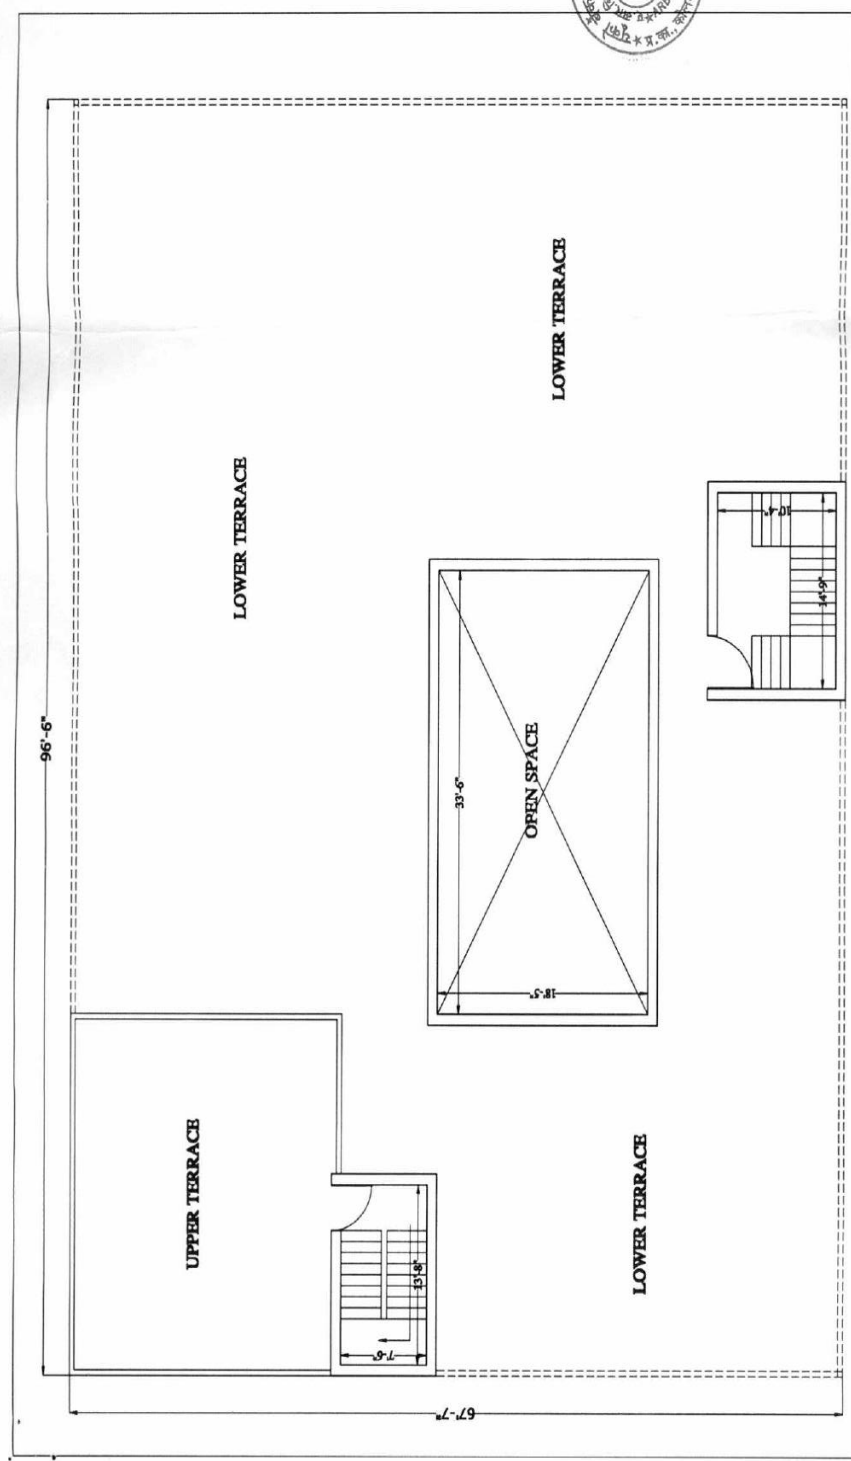 LOWER TERRACE
LOWER TERRACE
96'-6"
10'-4"
14'-9"
33'-6"
OPEN SPACE
18'-5"
UPPER TERRACE
LOWER TERRACE
13'-8"
7'-6"
67'-7"